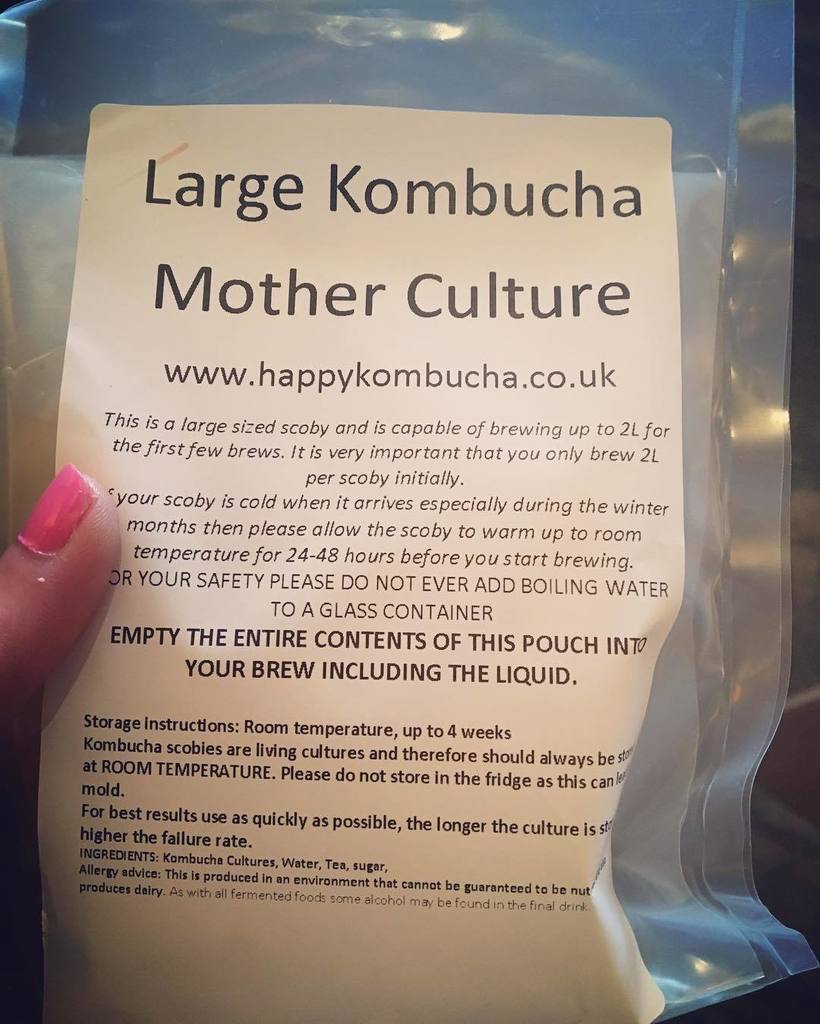 Large Kombucha
Mother Culture
www.happykombucha.co.uk
This is a large sized scoby and is capable of brewing up to 2L for
the first few brews. It is very important that you only brew 2L
per scoby initially.
your scoby is cold when it arrives especially during the winter
months then please allow the scoby to warm up to room
temperature for 24-48 hours before you start brewing.
OR YOUR SAFETY PLEASE DO NOT EVER ADD BOILING WATER
TO A GLASS CONTAINER
EMPTY THE ENTIRE CONTENTS OF THIS POUCH INTO
YOUR BREW INCLUDING THE LIQUID.
Storage Instructions: Room temperature, up to 4 weeks
Kombucha scobies are living cultures and therefore should always be
at ROOM TEMPERATURE. Please do not store in the fridge as this can
mold.
For best results use as quickly as possible, the longer the culture is
higher the failure rate.
INGREDIENTS: Kombucha Cultures, Water, Tea, sugar,
Allergy advice: This is produced in an environment that cannot be guaranteed to be nut
produces dairy. As with all fermented foods some alcohol may be found in the final drink.